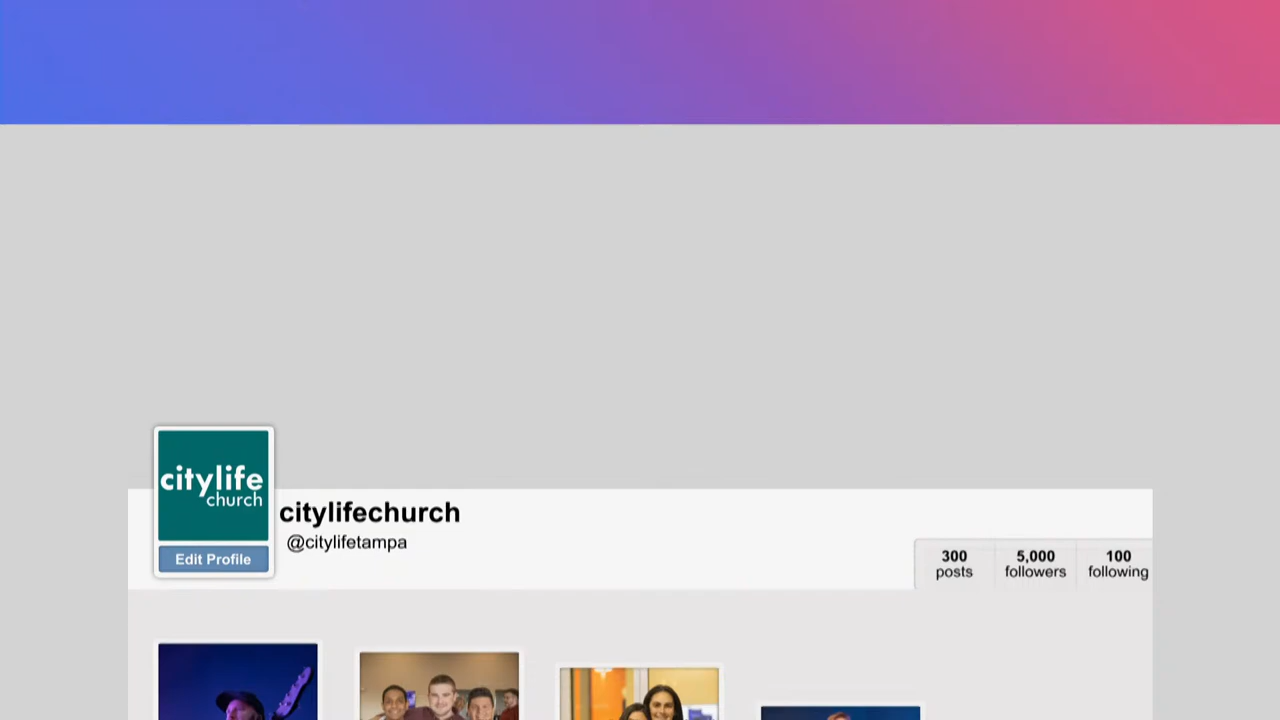 citylife
church
Edit Profile
citylifechurch
@citylifetampa
300
posts
5,000
followers
100
following